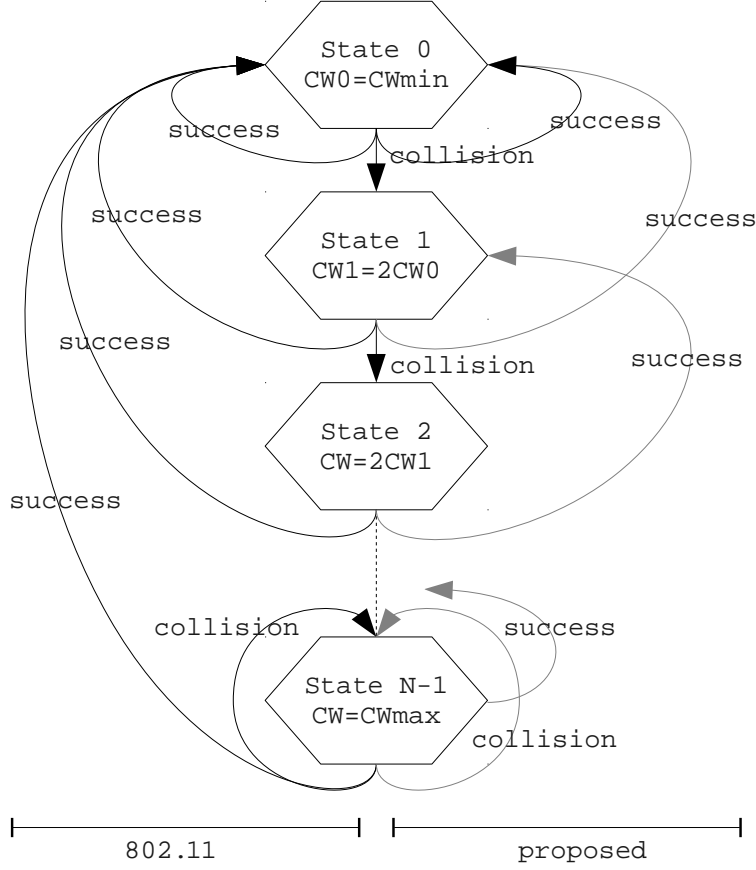 State 0
CW0=CWmin
success
success
collision
success
success
State 1
CW1=2CW0
success
collision
success
State 2
CW=2CW1
success
collision
success
State N-1
CW=CWmax
collision
802.11
proposed